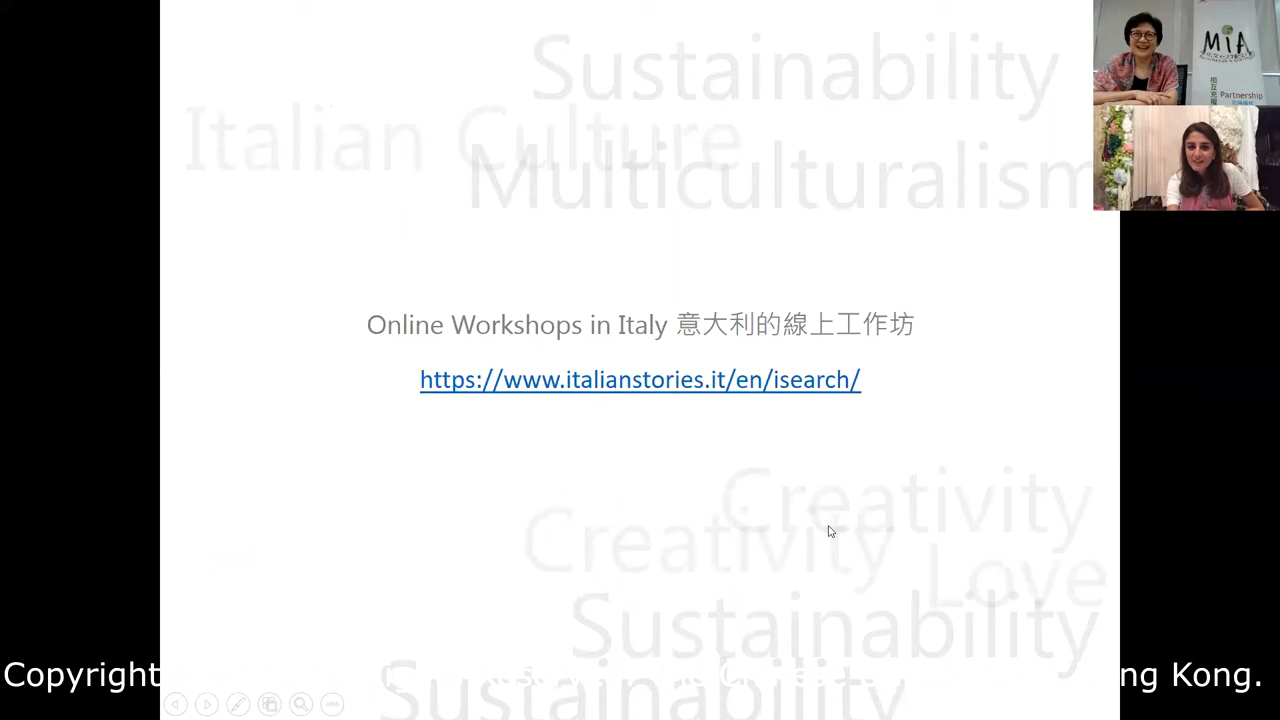 Sustainability
Italian Culture
Multiculturalism
MiA
Partnership
Online Workshops in Italy 意大利的線上工作坊
https://www.italianstories.it/en/isearch/
Creativity
Creativity
Love
Sustainability
Sustainability
Copyright
ng Kong.